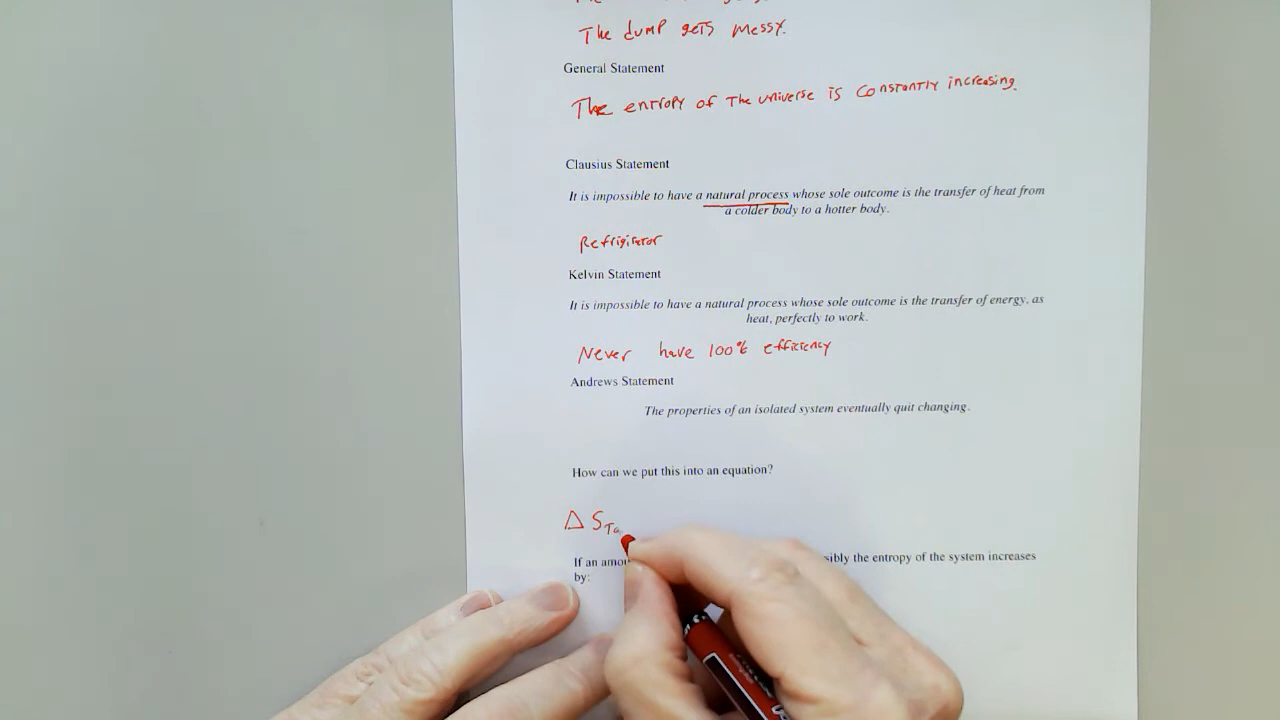 The dump gets messy.
General Statement
The entropy of The universe is constantly increasing.
Clausius Statement
It is impossible to have a natural process whose sole outcome is the transfer of heat from
a colder body to a hotter body.
Refrigirator
Kelvin Statement
It is impossible to have a natural process whose sole outcome is the transfer of energy, as
heat, perfectly to work.
Never have 100% efficiency
Andrews Statement
The properties of an isolated system eventually quit changing.
How can we put this into an equation?
Δ S
If an the entropy of the system increases
by: